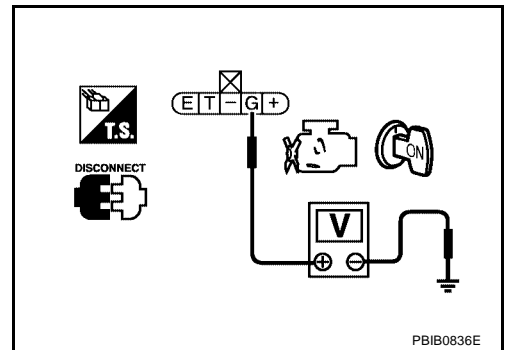 T.S.
DISCONNECT
E T − G +
ON
V
+ −
PBIB0836E